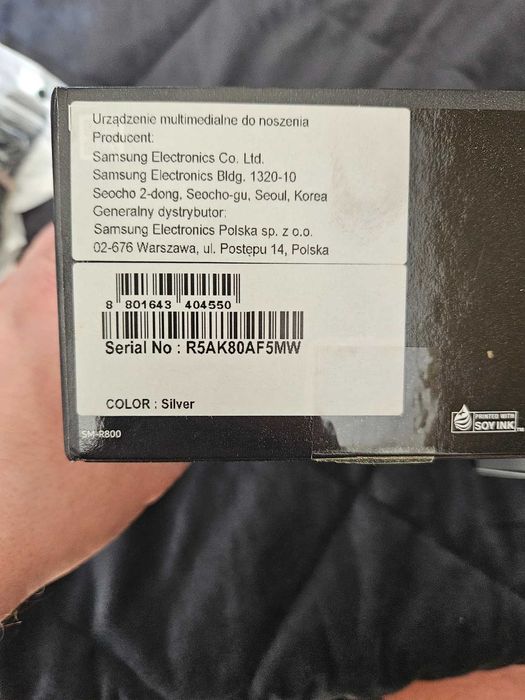 Urządzenie multimedialne do noszenia
Producent:
Samsung Electronics Co. Ltd.
Samsung Electronics Bldg. 1320-10
Seocho 2-dong, Seocho-gu, Seoul, Korea
Generalny dystrybutor:
Samsung Electronics Polska sp. z o.o.
02-676 Warszawa, ul. Postępu 14, Polska
8 801643 404550
Serial No : R5AK80AF5MW
COLOR : Silver
SM-R800
PRINTED WITH
SOY INK TM